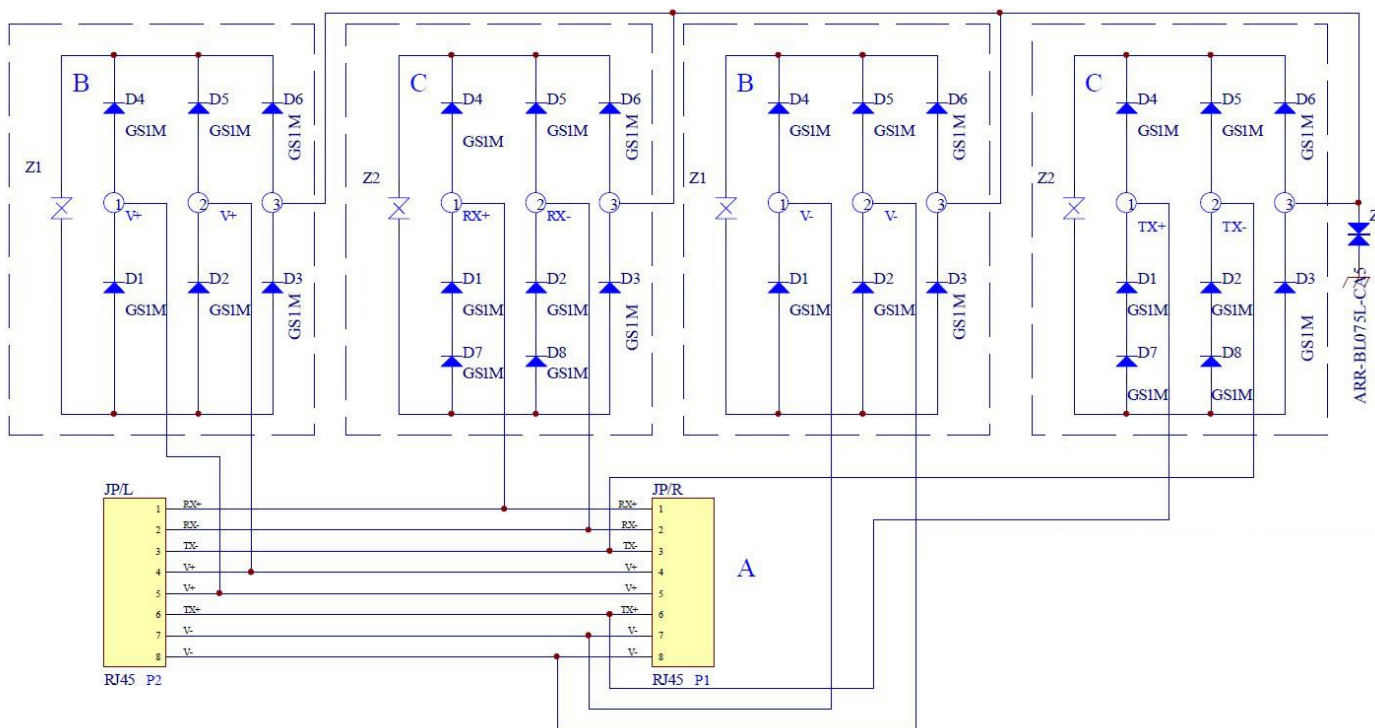 B
D4
D5
D6
GS1M
GS1M
GS1M
Z1
1
2
3
V+
V+
D1
D2
D3
GS1M
GS1M
GS1M
C
D4
D5
D6
GS1M
GS1M
GS1M
Z2
1
2
3
RX+
RX-
D1
D2
D3
GS1M
GS1M
GS1M
D7
D8
GS1M
GS1M
B
D4
D5
D6
GS1M
GS1M
GS1M
Z1
1
2
3
V-
V-
D1
D2
D3
GS1M
GS1M
GS1M
C
D4
D5
D6
GS1M
GS1M
GS1M
Z2
1
2
3
TX+
TX-
D1
D2
D3
GS1M
GS1M
GS1M
D7
D8
GS1M
GS1M
ARR-BL075L-CA5
JP/L
JP/R
1 RX+ RX+ 1
2 RX- RX- 2
3 TX- TX- 3
4 V+ V+ 4
5 V+ V+ 5
6 TX+ TX+ 6
7 V- V- 7
8 V- V- 8
A
RJ45 P2
RJ45 P1